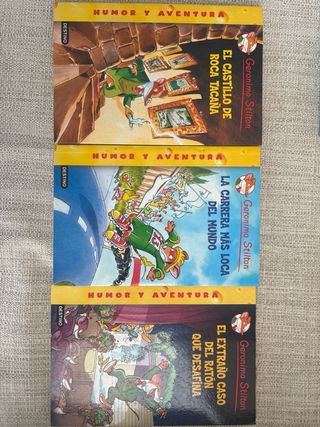 HUMOR Y AVENTURA
Geronimo Stilton
EL CASTILLO DE
ROCA TACAÑA
DESTINO
HUMOR Y AVENTURA
Geronimo Stilton
LA CARRERA MÁS LOCA
DEL MUNDO
DESTINO
HUMOR Y AVENTURA
Geronimo Stilton
EL EXTRAÑO CASO
DEL RATÓN
QUE DESAFINA
DESTINO